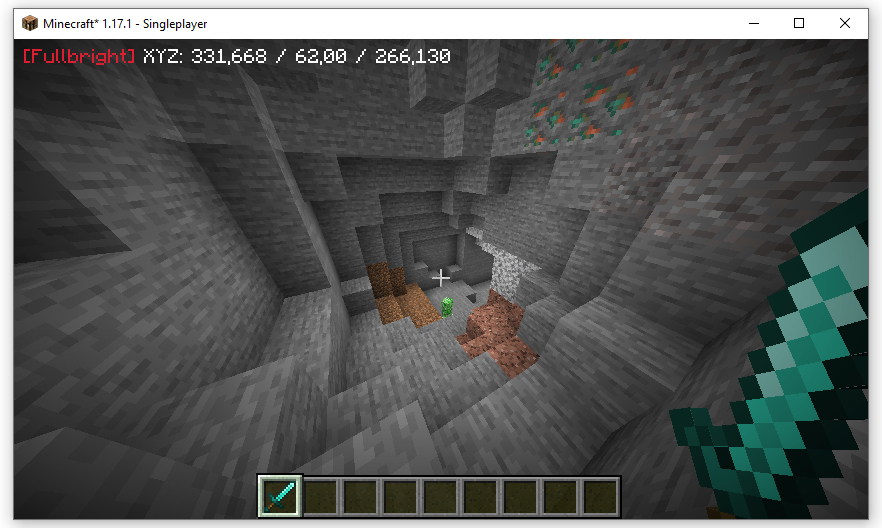 Minecraft* 1.17.1 - Singleplayer
[Fullbright] XYZ: 331,668 / 62,00 / 266,130